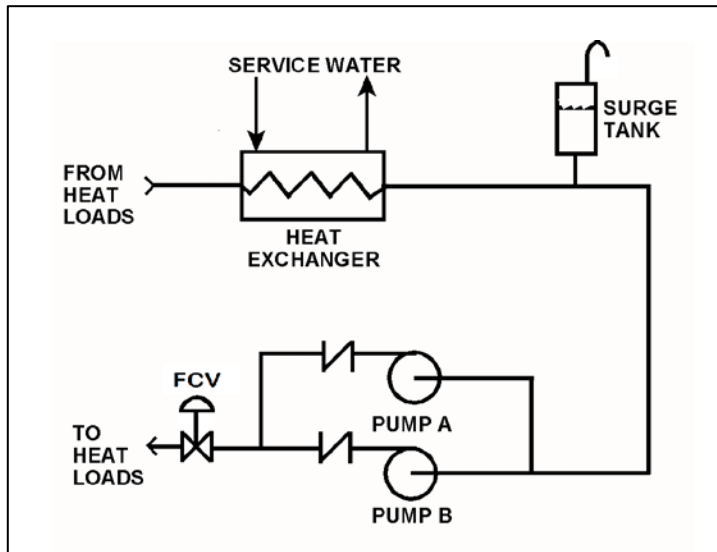 SERVICE WATER
SURGE
TANK
FROM
HEAT
LOADS
HEAT
EXCHANGER
FCV
PUMP A
TO
HEAT
LOADS
PUMP B